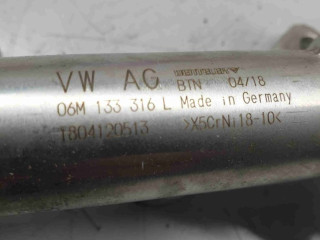 VW AG BTN 04/18
06M 133 316 L Made in Germany
T804120513 >X5CrNi18-10<